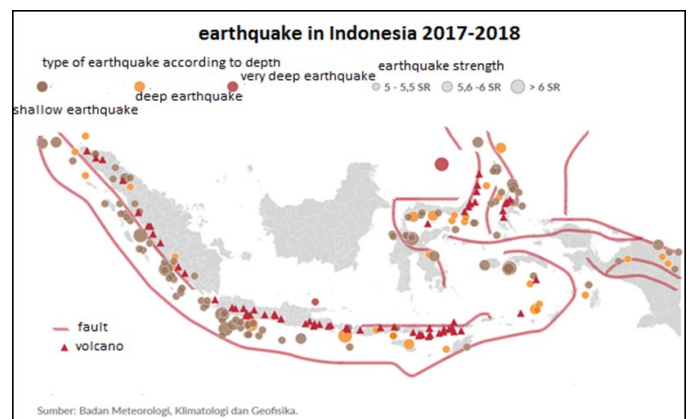 earthquake in Indonesia 2017-2018
type of earthquake according to depth
earthquake strength
very deep earthquake
5 - 5,5 SR
5,6 -6 SR
> 6 SR
deep earthquake
shallow earthquake
fault
volcano
Sumber: Badan Meteorologi, Klimatologi dan Geofisika.